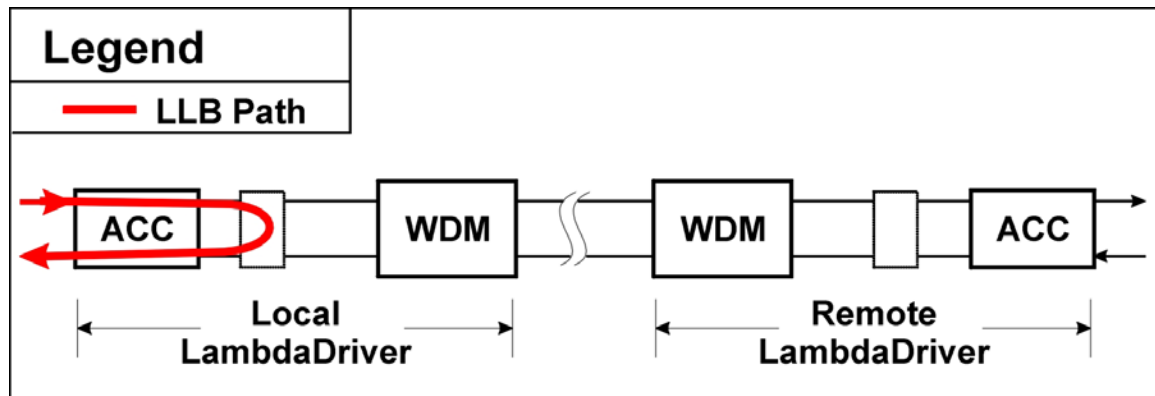 Legend
LLB Path
ACC
WDM
WDM
ACC
Local
LambdaDriver
Remote
LambdaDriver